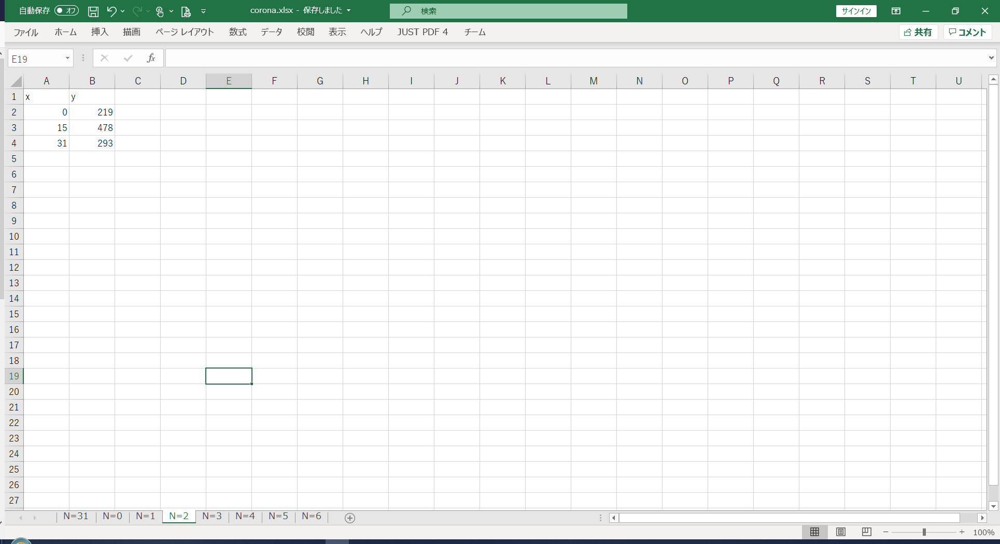 自動保存 オフ corona.xlsx - 保存しました 検索 サインイン
ファイル ホーム 挿入 描画 ページ レイアウト 数式 データ 校閲 表示 ヘルプ JUST PDF 4 チーム 共有 コメント
E19 fx
A B C D E F G H I J K L M N O P Q R S T U
1 x y
2 0 219
3 15 478
4 31 293
5
6
7
8
9
10
11
12
13
14
15
16
17
18
19
20
21
22
23
24
25
26
27
N=31 N=0 N=1 N=2 N=3 N=4 N=5 N=6
100%